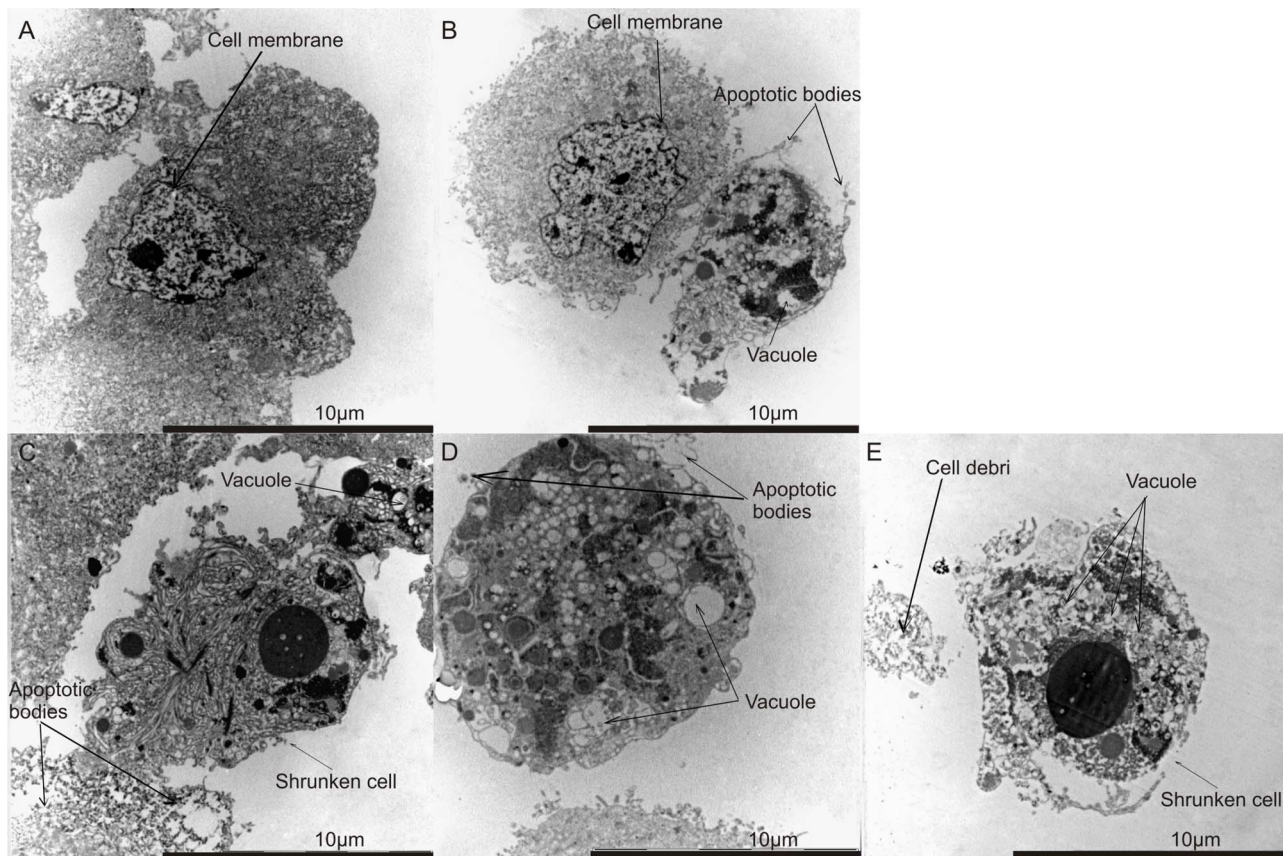 A
Cell membrane
10µm
B
Cell membrane
Apoptotic bodies
Vacuole
10µm
C
Vacuole
Apoptotic
bodies
Shrunken cell
10µm
D
Apoptotic
bodies
Vacuole
10µm
E
Cell debri
Vacuole
Shrunken cell
10µm